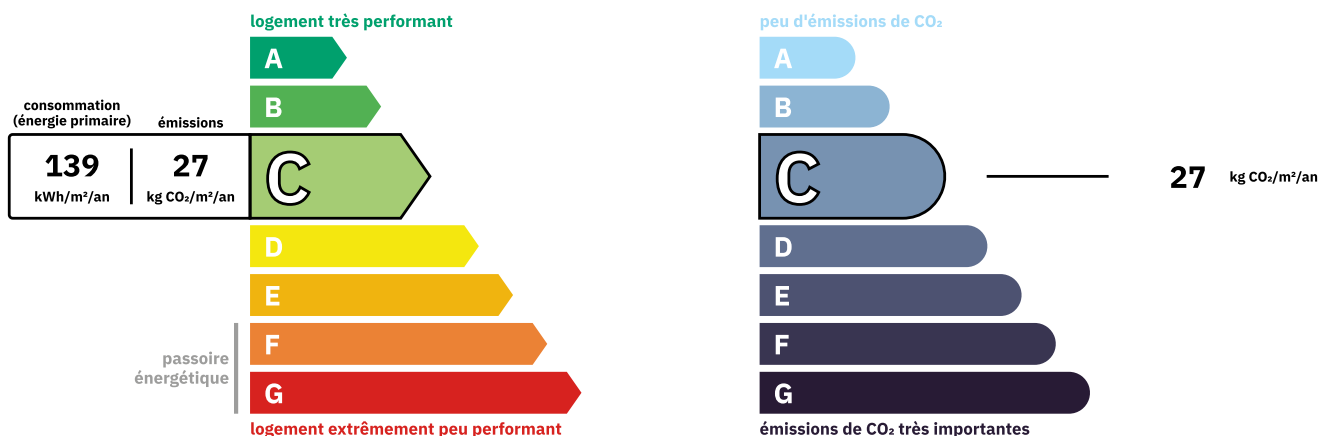 logement très performant
A
B
consommation
(énergie primaire)
émissions
139
kWh/m²/an
27
kg CO₂/m²/an
C
D
E
F
G
passoire
énergétique
logement extrêmement peu performant
peu d'émissions de CO₂
A
B
C
27
kg CO₂/m²/an
D
E
F
G
émissions de CO₂ très importantes